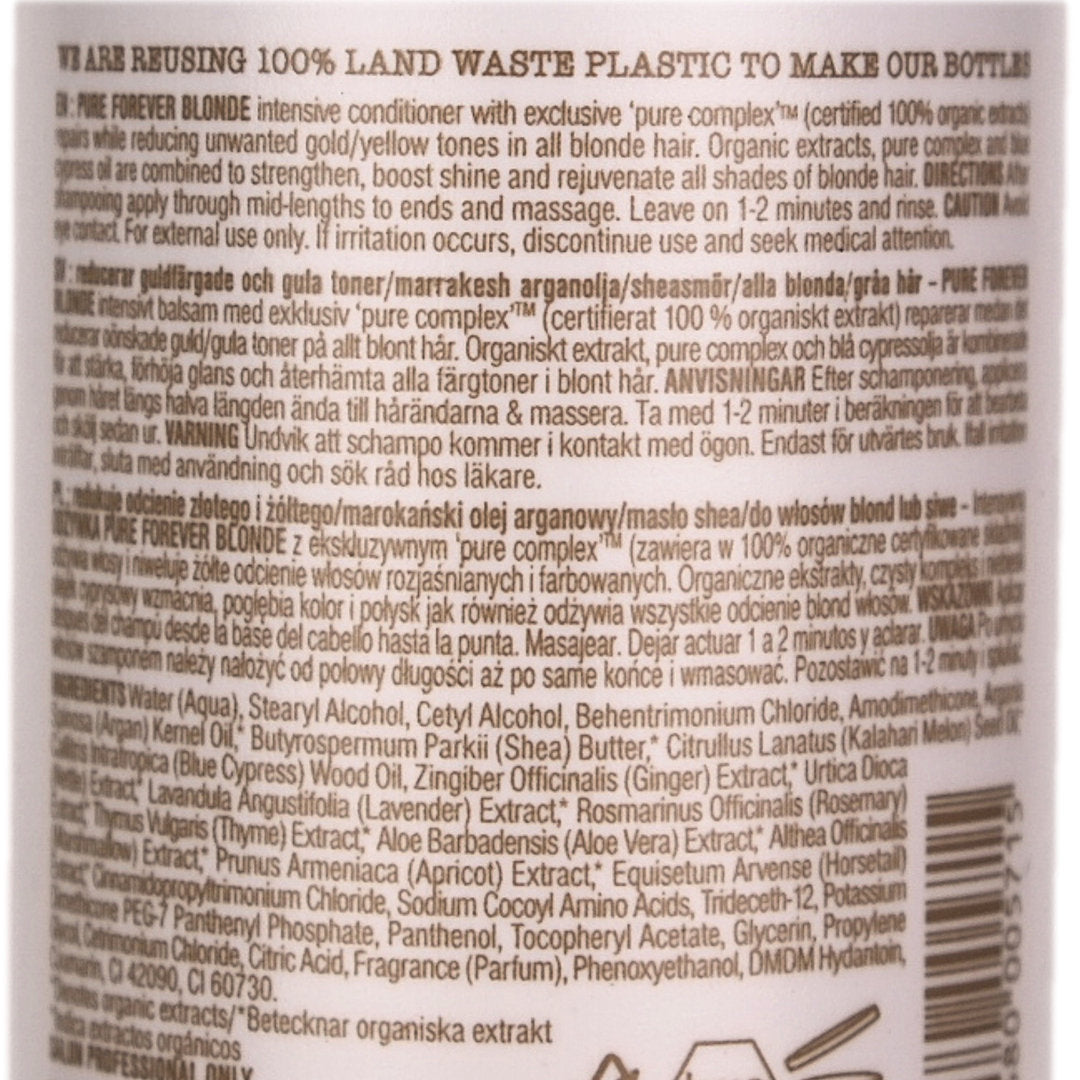 WE ARE REUSING 100% LAND WASTE PLASTIC TO MAKE OUR BOTTLES
EN : PURE FOREVER BLONDE intensive conditioner with exclusive 'pure complex'™ (certified 100% organic extracts)
repairs while reducing unwanted gold/yellow tones in all blonde hair. Organic extracts, pure complex and blue
cypress oil are combined to strengthen, boost shine and rejuvenate all shades of blonde hair. DIRECTIONS After
shampooing apply through mid-lengths to ends and massage. Leave on 1-2 minutes and rinse. CAUTION Avoid
eye contact. For external use only. If irritation occurs, discontinue use and seek medical attention.
SV : reducerar guldfärgade och gula toner/marrakesh arganolja/sheasmör/alla blonda/gråa hår - PURE FOREVER
BLONDE intensivt balsam med exklusiv 'pure complex'™ (certifierat 100 % organiskt extrakt) reparerar medan det
reducerar oönskade guld/gula toner på allt blont hår. Organiskt extrakt, pure complex och blå cypressolja är kombinerade
för att stärka, förhöja glans och återhämta alla färgtoner i blont hår. ANVISNINGAR Efter schamponering, applicera
genom håret längs halva längden ända till hårändarna & massera. Ta med 1-2 minuter i beräkningen för att bearbeta
och skölj sedan ur. VARNING Undvik att schampo kommer i kontakt med ögon. Endast för utvärtes bruk. Ifall irritation
inträffar, sluta med användning och sök råd hos läkare.
PL : redukuje odcienie złotego i żółtego/marokański olej arganowy/masło shea/do włosów blond lub siwe - Intensywna
ODŻYWKA PURE FOREVER BLONDE z ekskluzywnym 'pure complex'™ (zawiera w 100% organiczne certyfikowane składniki)
odżywia włosy i niweluje żółte odcienie włosów rozjaśnianych i farbowanych. Organiczne ekstrakty, czysty kompleks i niebieski
olejek cyprysowy wzmacnia, pogłębia kolor i połysk jak również odżywia wszystkie odcienie blond włosów. WSKAZÓWKI
después del champú desde la base del cabello hasta la punta. Masajear. Dejar actuar 1 a 2 minutos y aclarar. UWAGA Po umyciu
włosów szamponem należy nałożyć od połowy długości aż po same końce i wmasować. Pozostawić na 1-2 minuty i spłukać.
INGREDIENTS Water (Aqua), Stearyl Alcohol, Cetyl Alcohol, Behentrimonium Chloride, Amodimethicone, Argania
Spinosa (Argan) Kernel Oil,* Butyrospermum Parkii (Shea) Butter,* Citrullus Lanatus (Kalahari Melon) Seed Oil,*
Callitris Intratropica (Blue Cypress) Wood Oil, Zingiber Officinalis (Ginger) Extract,* Urtica Dioca
(Nettle) Extract,* Lavandula Angustifolia (Lavender) Extract,* Rosmarinus Officinalis (Rosemary)
Extract,* Thymus Vulgaris (Thyme) Extract,* Aloe Barbadensis (Aloe Vera) Extract,* Althea Officinalis
(Marshmallow) Extract,* Prunus Armeniaca (Apricot) Extract,* Equisetum Arvense (Horsetail)
Extract,* Cinnamidopropyltrimonium Chloride, Sodium Cocoyl Amino Acids, Trideceth-12, Potassium
Dimethicone PEG-7 Panthenyl Phosphate, Panthenol, Tocopheryl Acetate, Glycerin, Propylene
Glycol, Cetrimonium Chloride, Citric Acid, Fragrance (Parfum), Phenoxyethanol, DMDM Hydantoin,
Coumarin, CI 42090, CI 60730.
*Denotes organic extracts/*Betecknar organiska extrakt
*Indica extractos orgánicos
SALON PROFESSIONAL ONLY